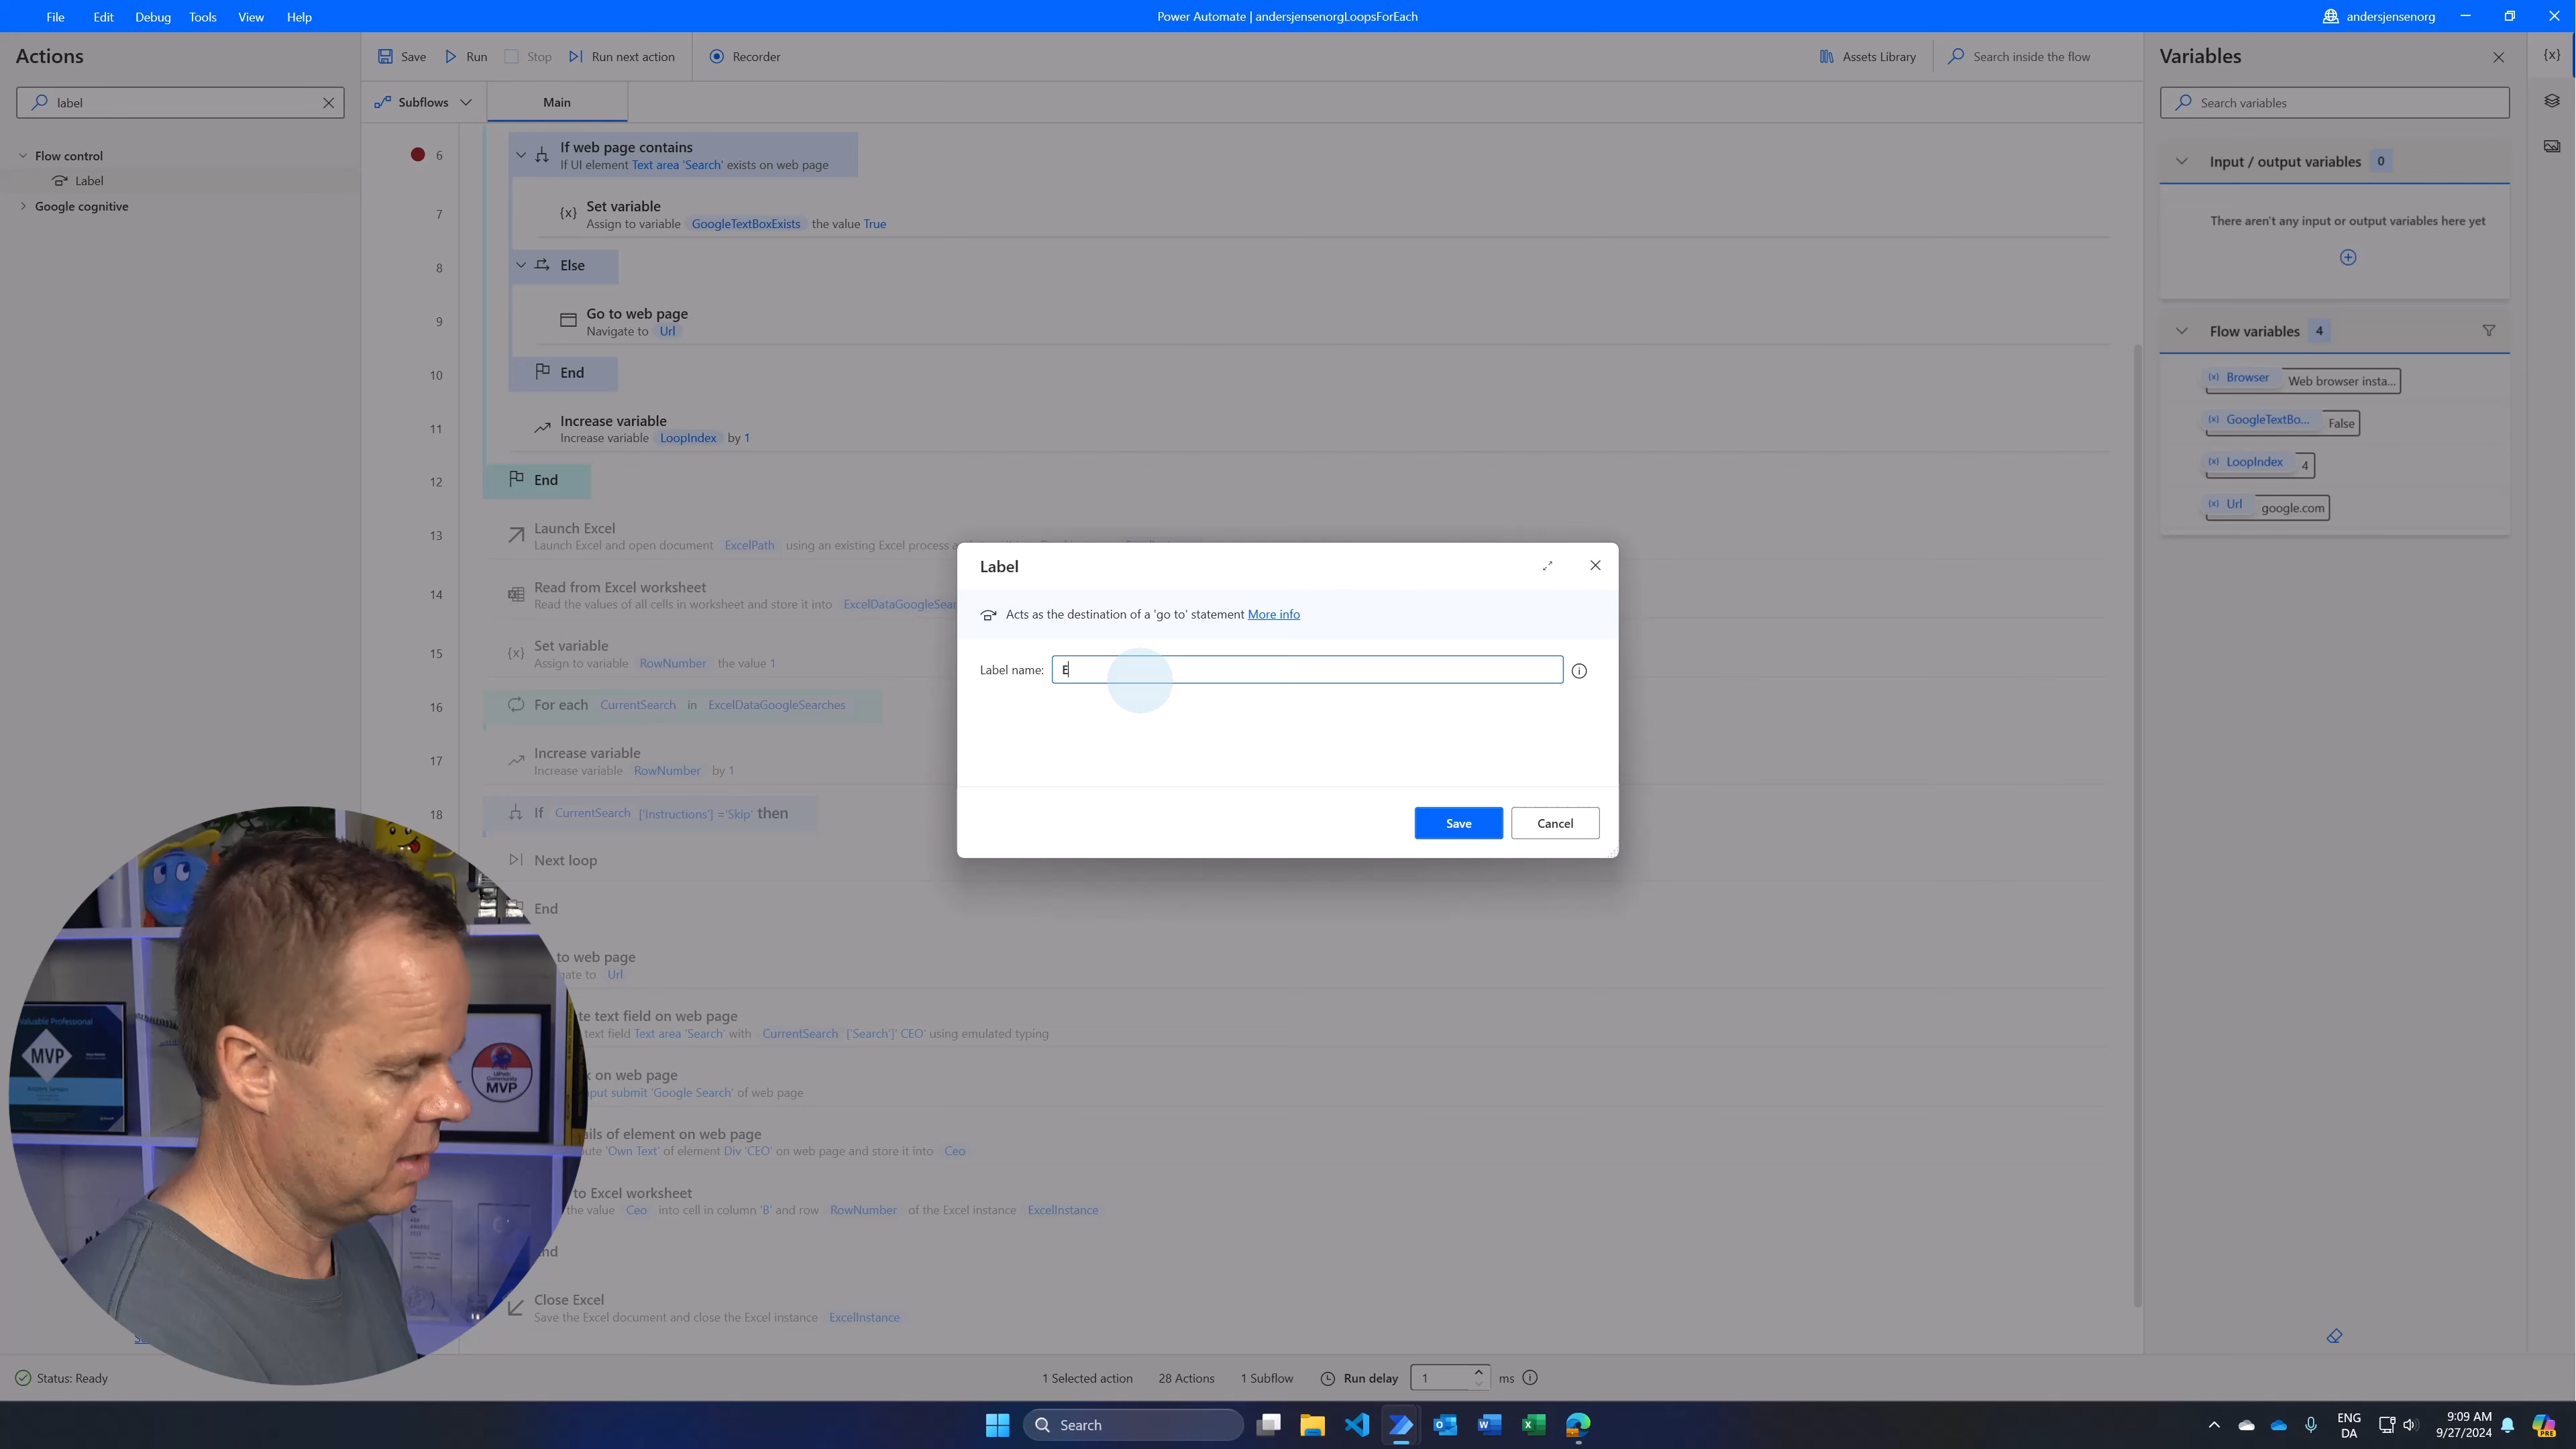 File Edit Debug Tools View Help
Power Automate | andersjensenorgLoopsForEach
andersjensenorg
Actions
label
Flow control
Label
Google cognitive
Save Run Stop Run next action Recorder
Assets Library Search inside the flow
Subflows Main
6 If web page contains
If UI element Text area 'Search' exists on web page
7 Set variable
Assign to variable GoogleTextBoxExists the value True
8 Else
9 Go to web page
Navigate to Url
10 End
11 Increase variable
Increase variable LoopIndex by 1
12 End
13 Launch Excel
Launch Excel and open document ExcelPath using an existing Excel process
14 Read from Excel worksheet
Read the values of all cells in worksheet and store it into ExcelDataGoogleSear
15 Set variable
Assign to variable RowNumber the value 1
16 For each CurrentSearch in ExcelDataGoogleSearches
17 Increase variable
Increase variable RowNumber by 1
18 If CurrentSearch ['Instructions'] ='Skip' then
Next loop
End
to web page
gate to Url
te text field on web page
text field Text area 'Search' with CurrentSearch ['Search']' CEO' using emulated typing
k on web page
nput submit 'Google Search' of web page
ails of element on web page
ute 'Own Text' of element Div 'CEO' on web page and store it into Ceo
to Excel worksheet
the value Ceo into cell in column 'B' and row RowNumber of the Excel instance ExcelInstance
nd
Close Excel
Save the Excel document and close the Excel instance ExcelInstance
Label
Acts as the destination of a 'go to' statement More info
Label name: E
Save Cancel
Variables
{x}
Search variables
Input / output variables 0
There aren't any input or output variables here yet
Flow variables 4
Browser Web browser insta...
GoogleTextBo... False
LoopIndex 4
Url google.com
Valuable Professional
MVP
MVP
Status: Ready
1 Selected action 28 Actions 1 Subflow Run delay 1 ms
Search
ENG
DA
9:09 AM
9/27/2024
PRE